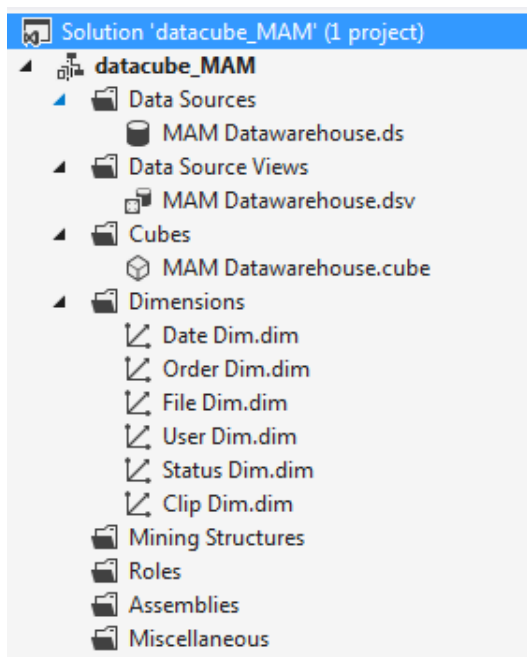 Solution 'datacube_MAM' (1 project)
datacube_MAM
Data Sources
MAM Datawarehouse.ds
Data Source Views
MAM Datawarehouse.dsv
Cubes
MAM Datawarehouse.cube
Dimensions
Date Dim.dim
Order Dim.dim
File Dim.dim
User Dim.dim
Status Dim.dim
Clip Dim.dim
Mining Structures
Roles
Assemblies
Miscellaneous